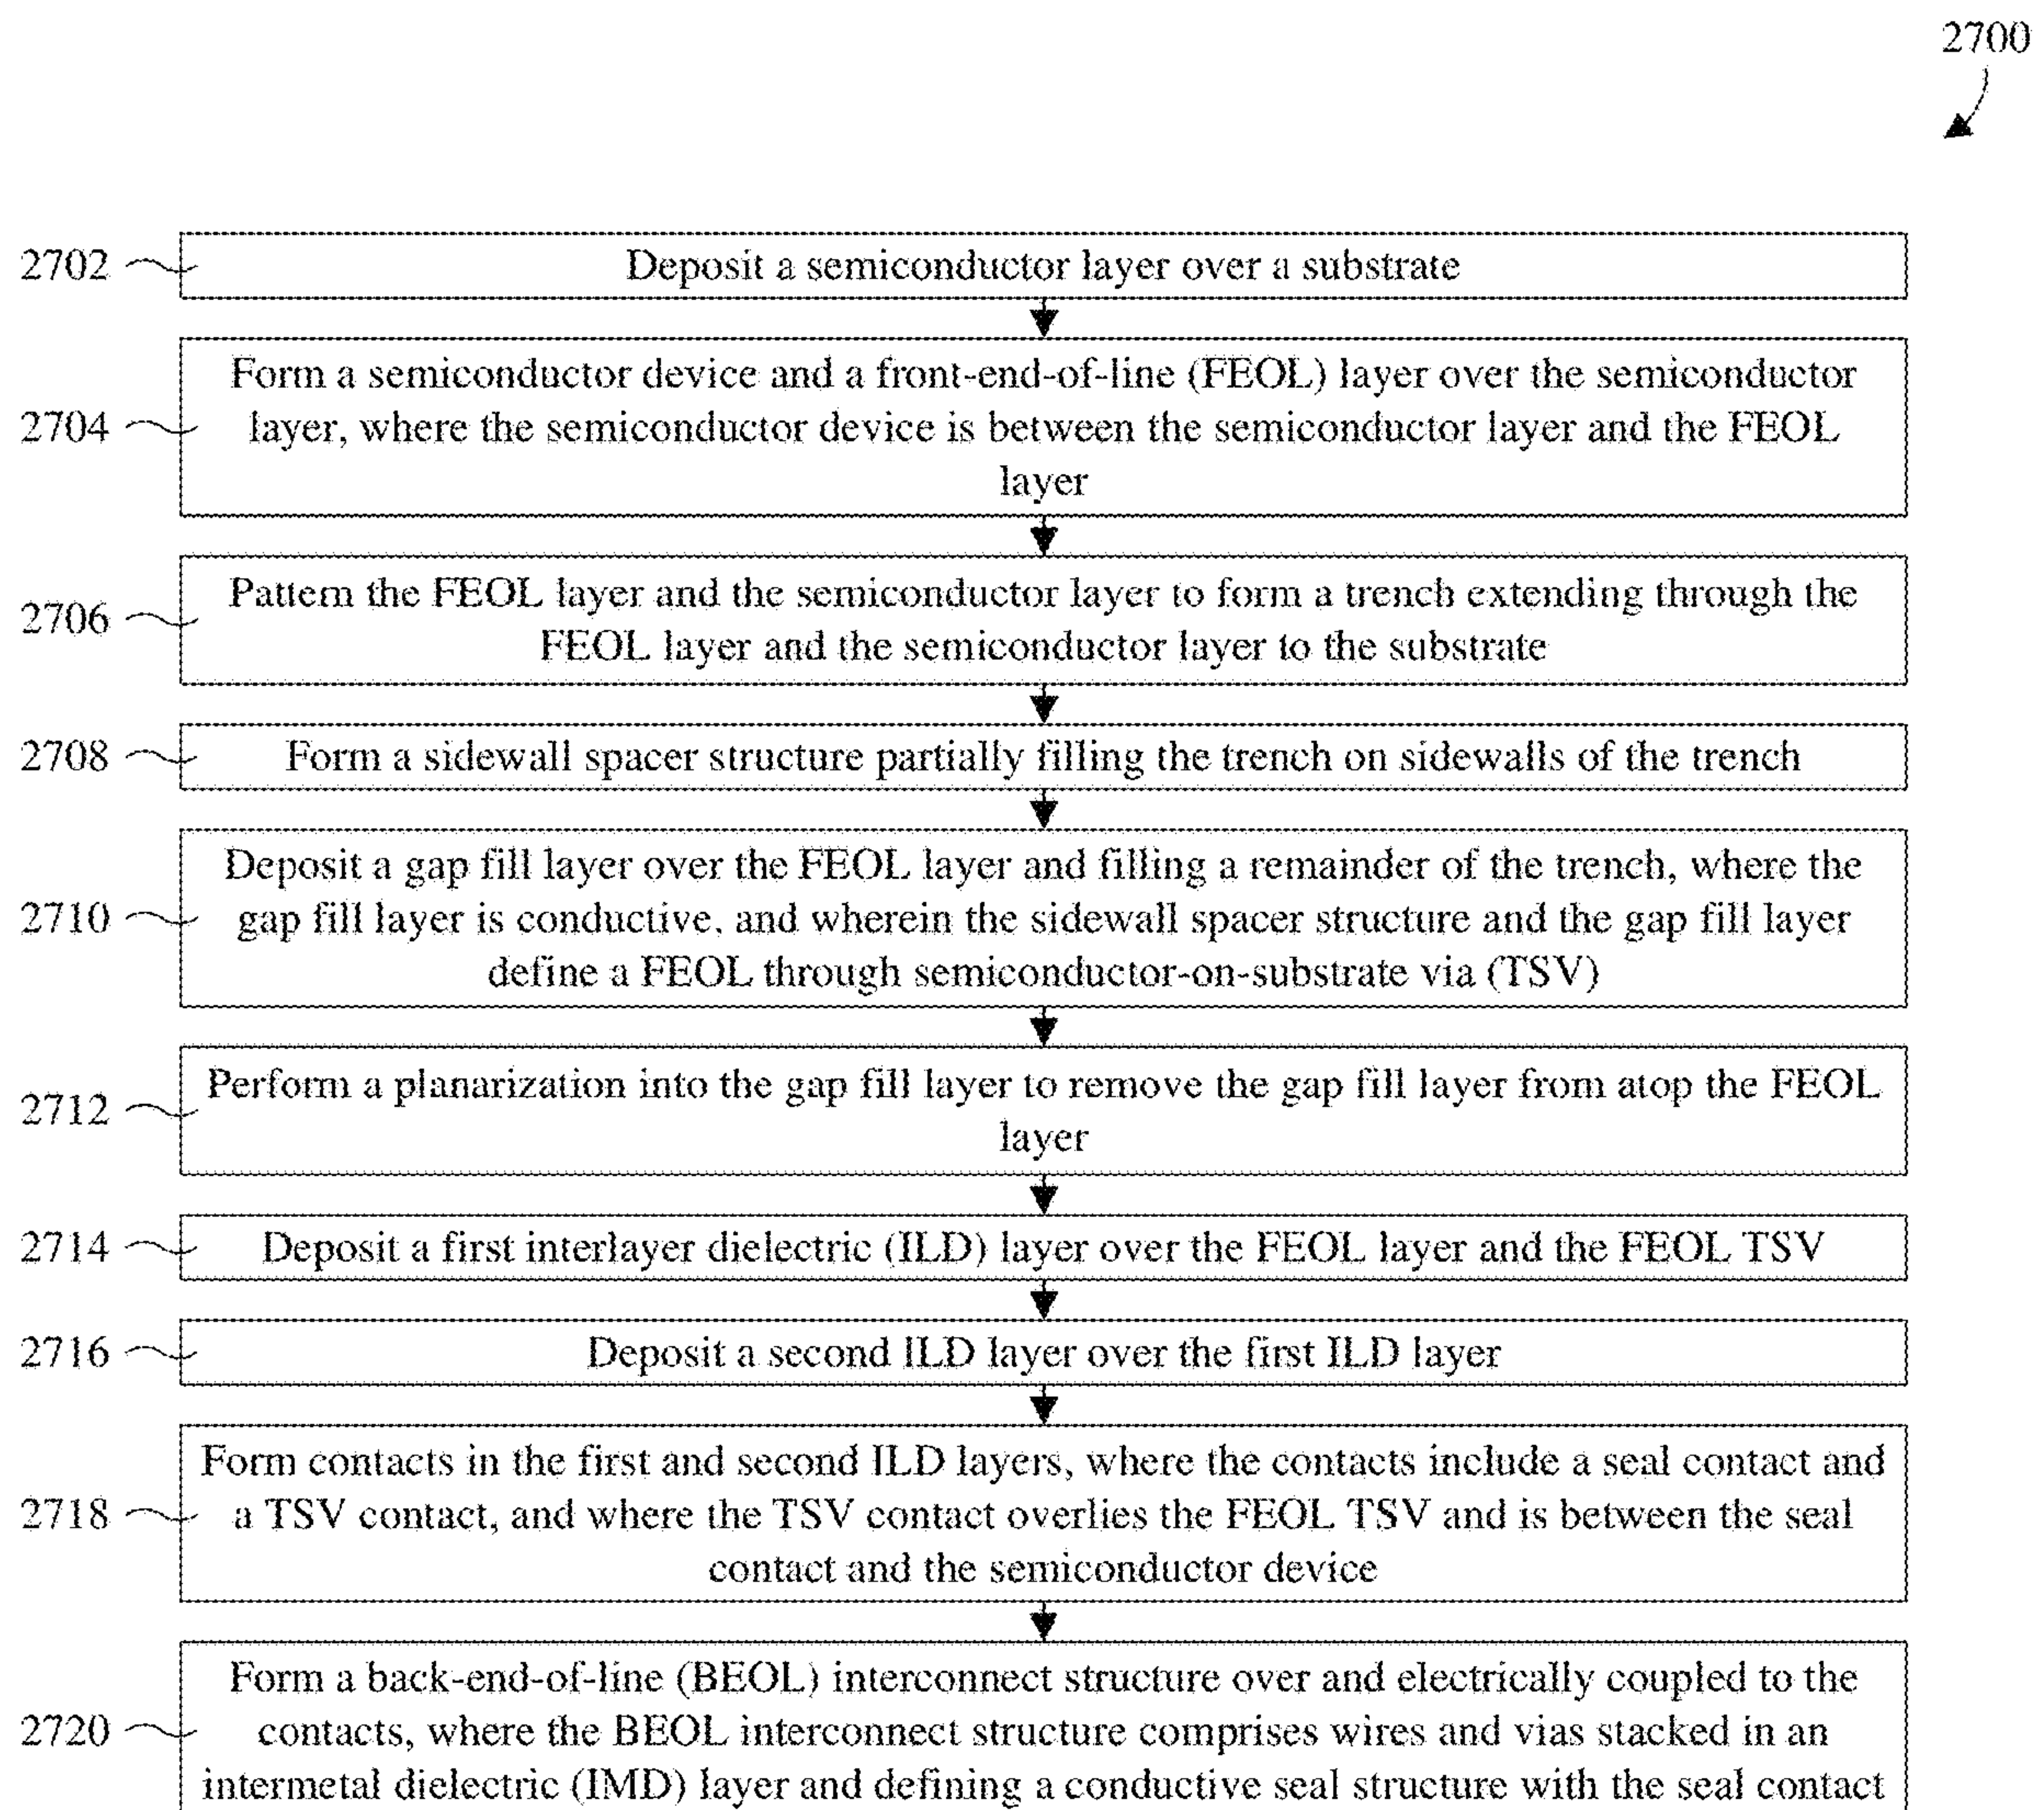 2700
2702
Deposit a semiconductor layer over a substrate
Form a semiconductor device and a front-end-of-line (FEOL) layer over the semiconductor
2704
layer, where the semiconductor device is between the semiconductor layer and the FEOL
layer
Pattern the FEOL layer and the semiconductor layer to form a trench extending through the
2706
FEOL layer and the semiconductor layer to the substrate
2708
Form a sidewall spacer structure partially filling the trench on sidewalls of the trench
Deposit a gap fill layer over the FEOL layer and filling a remainder of the trench, where the
2710
gap fill layer is conductive, and wherein the sidewall spacer structure and the gap fill layer
define a FEOL through semiconductor-on-substrate via (TSV)
Perform a planarization into the gap fill layer to remove the gap fill layer from atop the FEOL
2712
layer
2714
Deposit a first interlayer dielectric (ILD) layer over the FEOL layer and the FEOL TSV
2716
Deposit a second ILD layer over the first ILD layer
Form contacts in the first and second ILD layers, where the contacts include a seal contact and
2718
a TSV contact, and where the TSV contact overlies the FEOL TSV and is between the seal
contact and the semiconductor device
Form a back-end-of-line (BEOL) interconnect structure over and electrically coupled to the
2720
contacts, where the BEOL interconnect structure comprises wires and vias stacked in an
intermetal dielectric (IMD) layer and defining a conductive seal structure with the seal contact